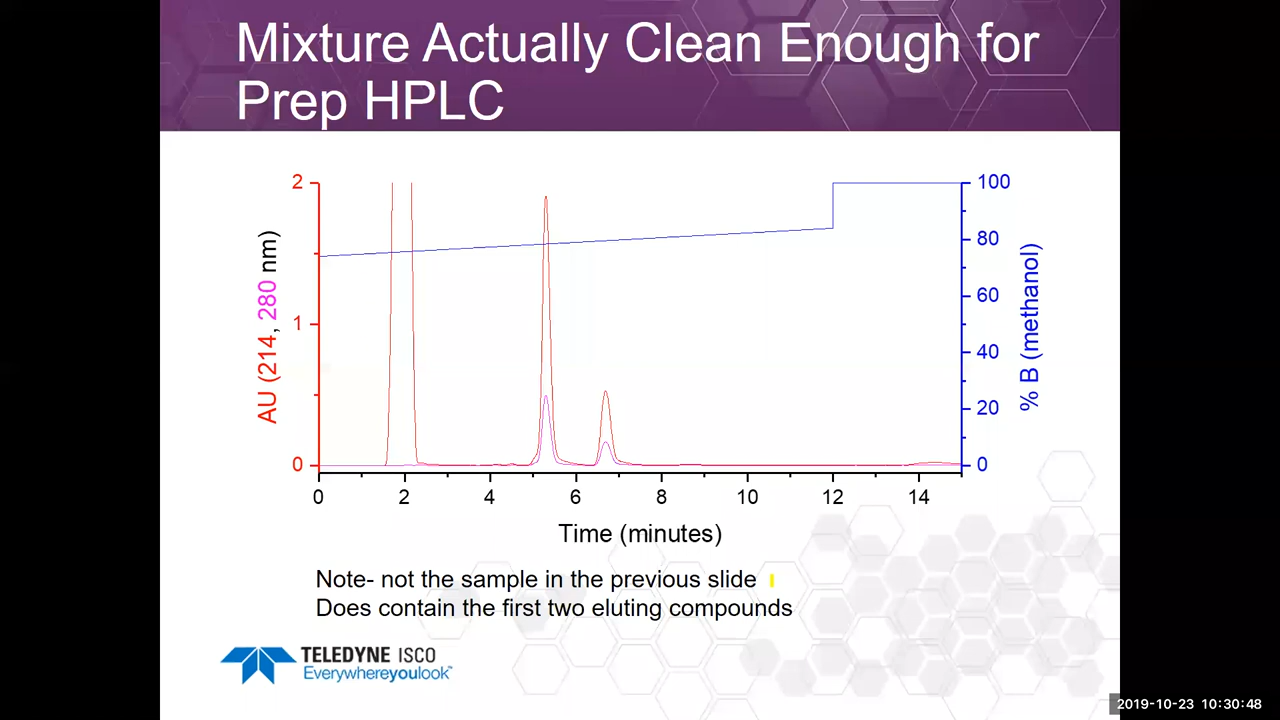 Mixture Actually Clean Enough for
Prep HPLC
2
1
0
AU (214, 280 nm)
100
80
60
40
20
0
% B (methanol)
0 2 4 6 8 10 12 14
Time (minutes)
Note- not the sample in the previous slide
Does contain the first two eluting compounds
TELEDYNE ISCO
Everywhereyoulook™
2019-10-23 10:30:48